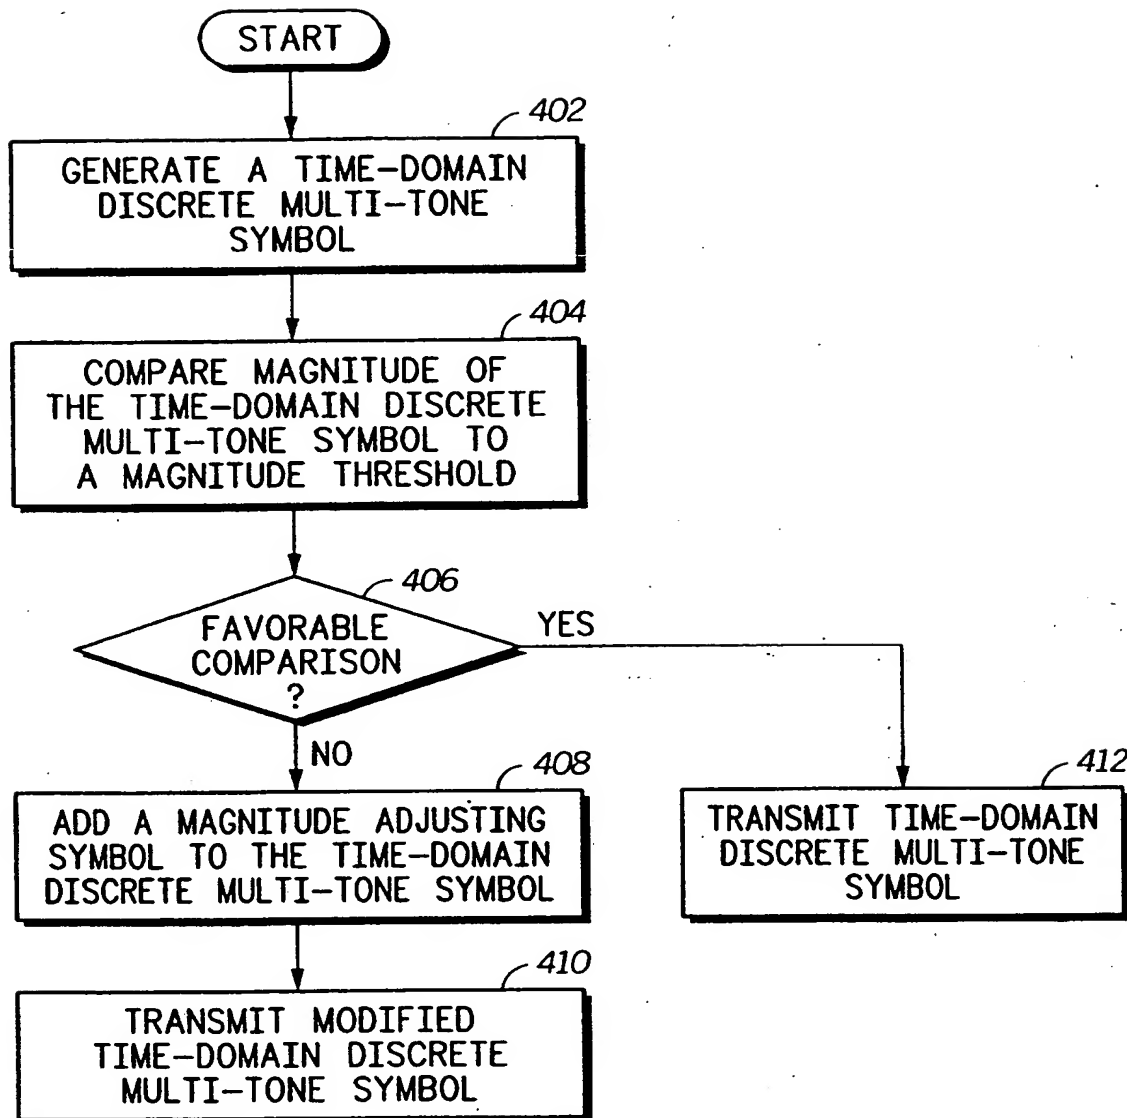 START
402
GENERATE A TIME-DOMAIN
DISCRETE MULTI-TONE
SYMBOL
404
COMPARE MAGNITUDE OF
THE TIME-DOMAIN DISCRETE
MULTI-TONE SYMBOL TO
A MAGNITUDE THRESHOLD
406
FAVORABLE
COMPARISON
?
YES
NO
408
ADD A MAGNITUDE ADJUSTING
SYMBOL TO THE TIME-DOMAIN
DISCRETE MULTI-TONE SYMBOL
412
TRANSMIT TIME-DOMAIN
DISCRETE MULTI-TONE
SYMBOL
410
TRANSMIT MODIFIED
TIME-DOMAIN DISCRETE
MULTI-TONE SYMBOL